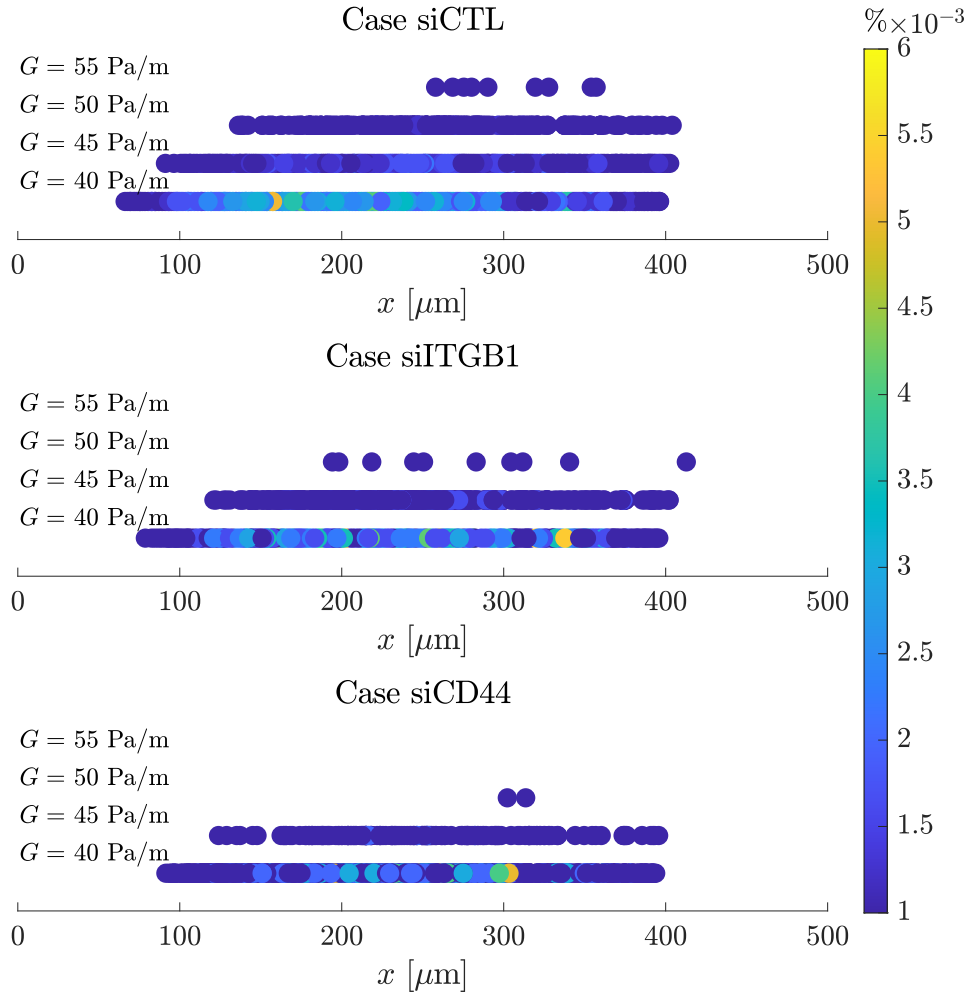 Case siCTL
%×10⁻³
G = 55 Pa/m
G = 50 Pa/m
G = 45 Pa/m
G = 40 Pa/m
0 100 200 300 400 500
x [μm]
Case siITGB1
G = 55 Pa/m
G = 50 Pa/m
G = 45 Pa/m
G = 40 Pa/m
0 100 200 300 400 500
x [μm]
Case siCD44
G = 55 Pa/m
G = 50 Pa/m
G = 45 Pa/m
G = 40 Pa/m
0 100 200 300 400 500
x [μm]
6
5.5
5
4.5
4
3.5
3
2.5
2
1.5
1